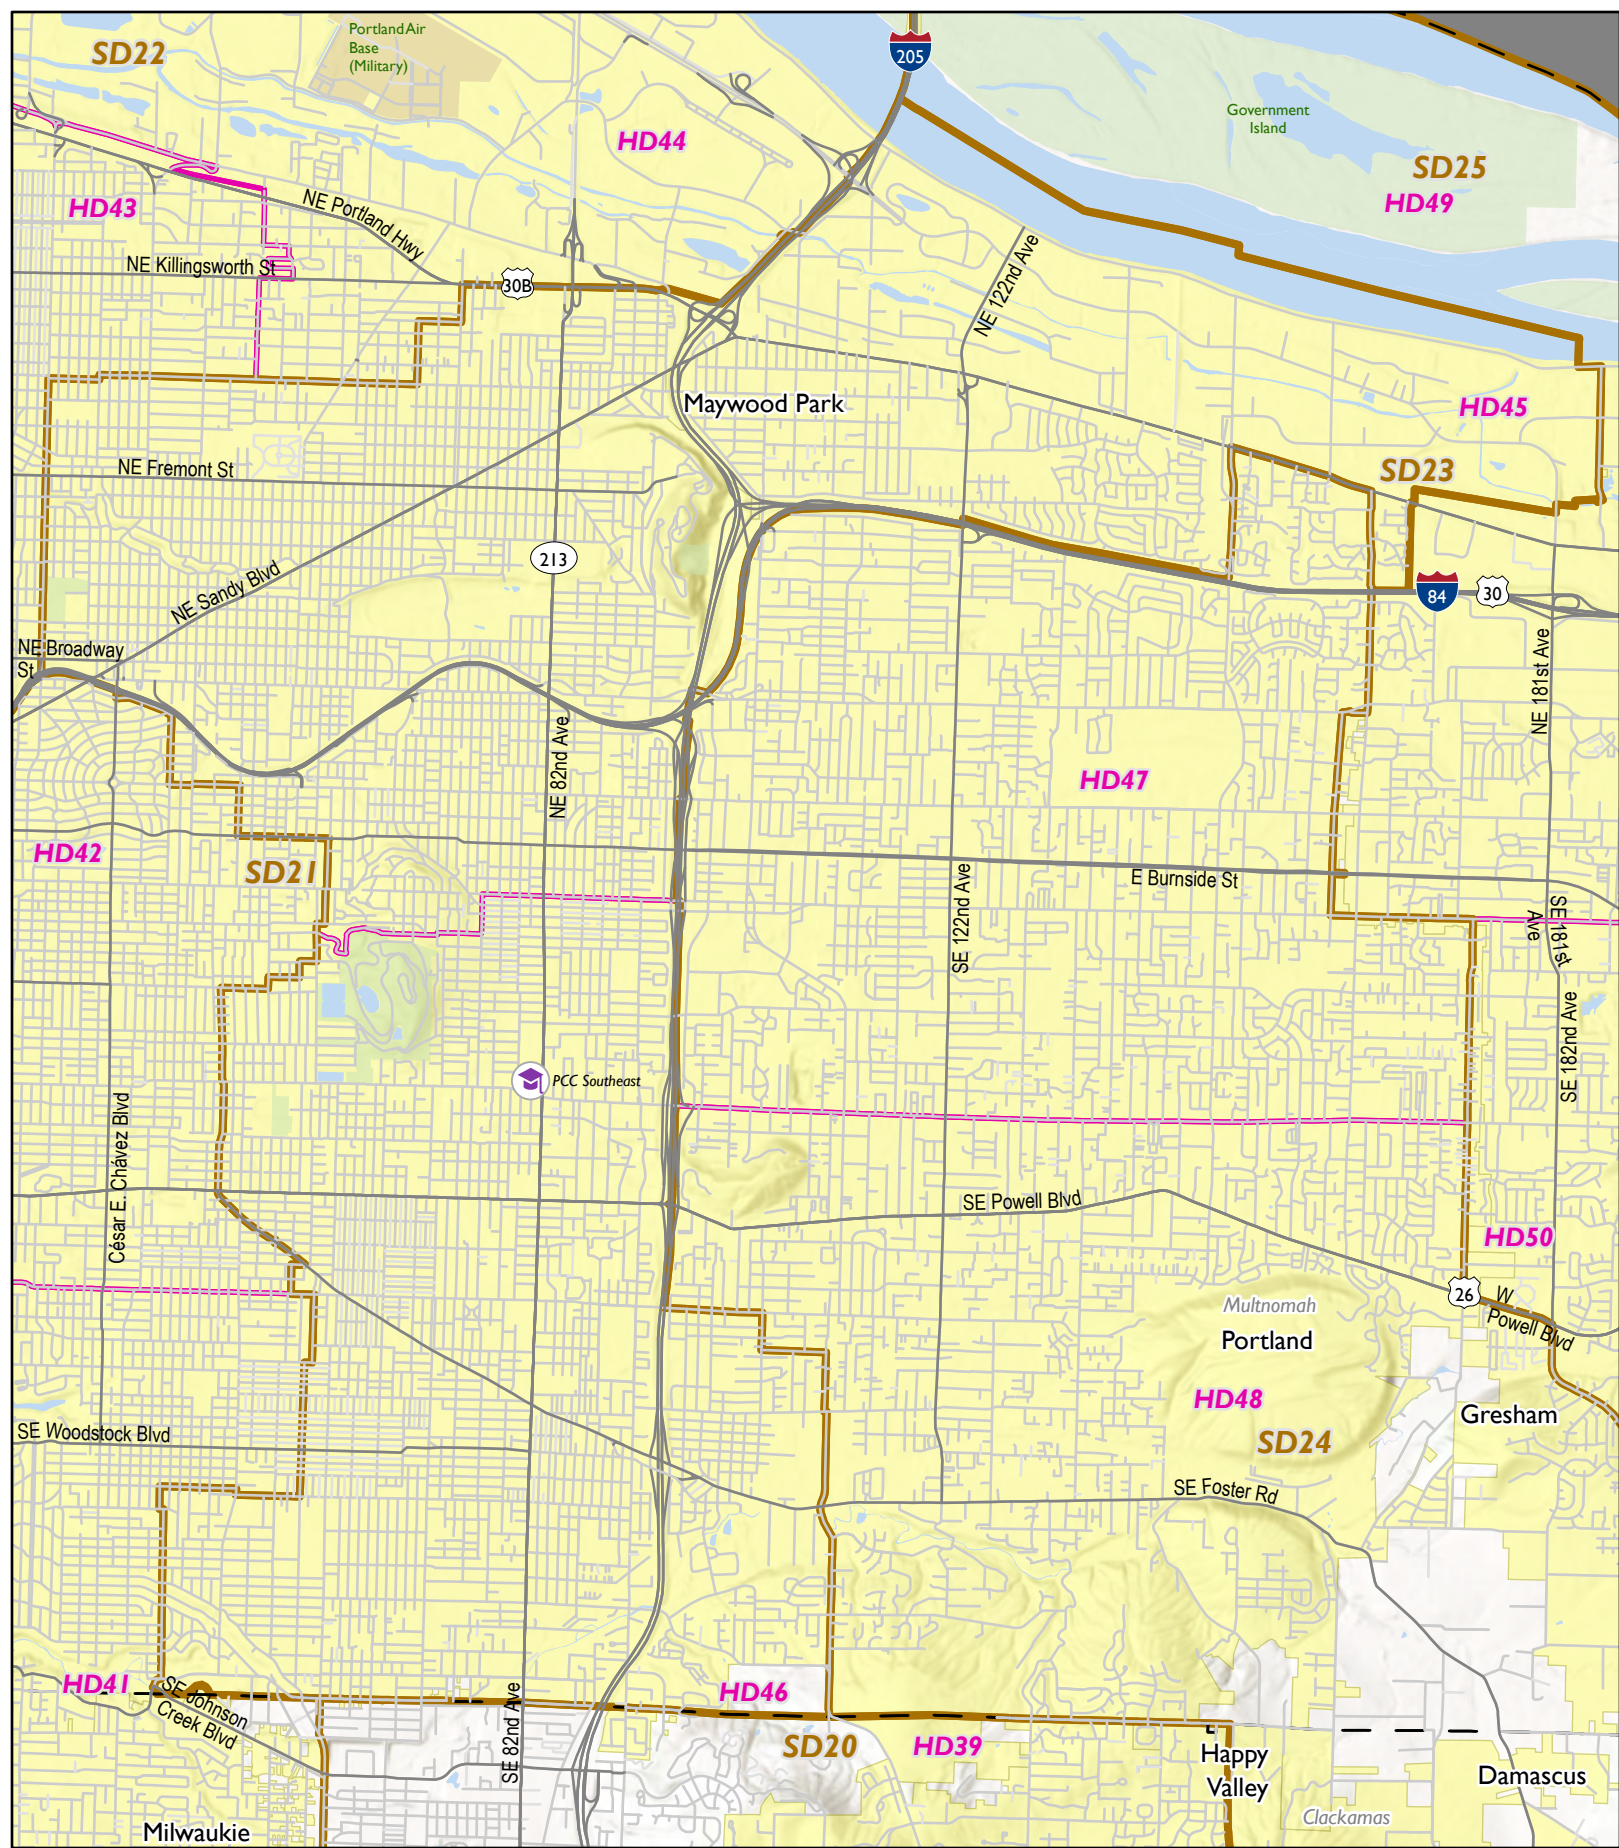 SD22
Portland Air
Base
(Military)
205
Government
Island
HD44
SD25
HD49
HD43
NE Portland Hwy
NE Killingsworth St
30B
NE 122nd Ave
Maywood Park
HD45
NE Fremont St
SD23
213
NE Sandy Blvd
84
30
NE Broadway
St
NE 181st Ave
NE 82nd Ave
HD47
HD42
SD21
E Burnside St
SE 122nd Ave
SE 181st
Ave
SE 182nd Ave
PCC Southeast
César E. Chávez Blvd
SE Powell Blvd
HD50
26
W
Powell Blvd
Multnomah
Portland
HD48
Gresham
SD24
SE Woodstock Blvd
SE Foster Rd
HD41
SE Johnson
Creek Blvd
SE 82nd Ave
HD46
SD20
HD39
Happy
Valley
Damascus
Clackamas
Milwaukie